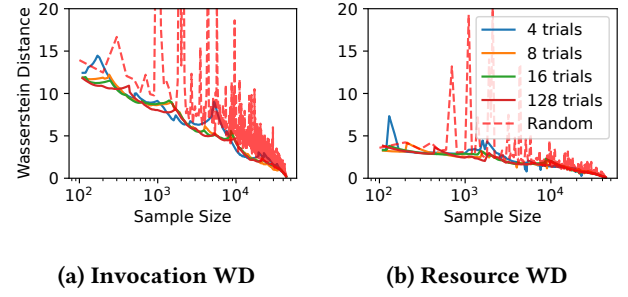 Wasserstein Distance
20
15
10
5
0
10²
10³
10⁴
Sample Size
(a) Invocation WD
20
15
10
5
0
10²
10³
10⁴
Sample Size
4 trials
8 trials
16 trials
128 trials
Random
(b) Resource WD